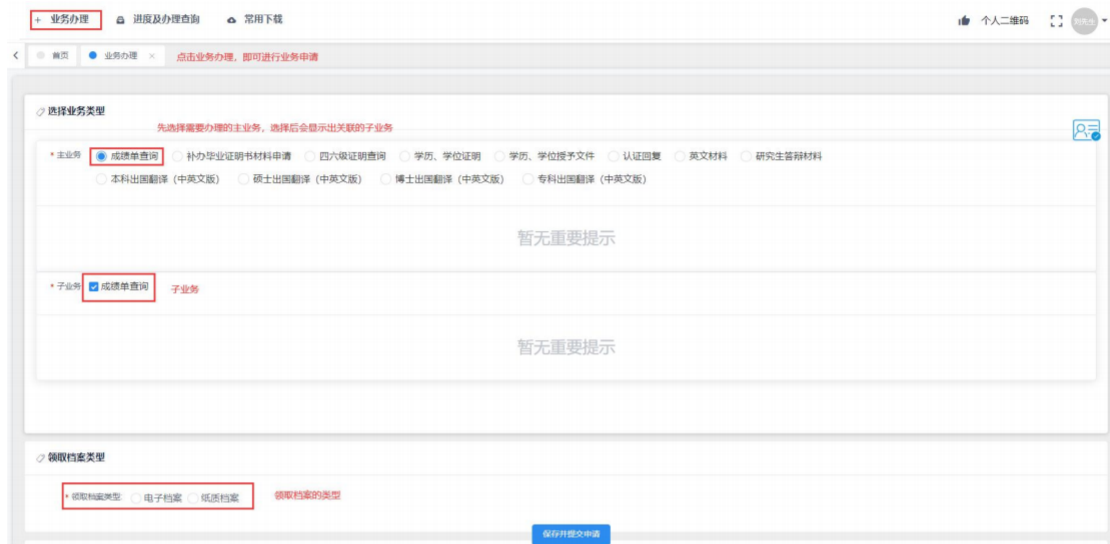 + 业务办理 进度及办理查询 常用下载 个人二维码 刘先生
首页 业务办理 × 点击业务办理，即可进行业务申请
选择业务类型
先选择需要办理的主业务，选择后会显示出关联的子业务
* 主业务 成绩单查询 补办毕业证明书材料申请 四六级证明查询 学历、学位证明 学历、学位授予文件 认证回复 英文材料 研究生答辩材料
本科出国翻译（中英文版） 硕士出国翻译（中英文版） 博士出国翻译（中英文版） 专科出国翻译（中英文版）
暂无重要提示
* 子业务 成绩单查询 子业务
暂无重要提示
领取档案类型
* 领取档案类型 电子档案 纸质档案 领取档案的类型
保存并提交申请